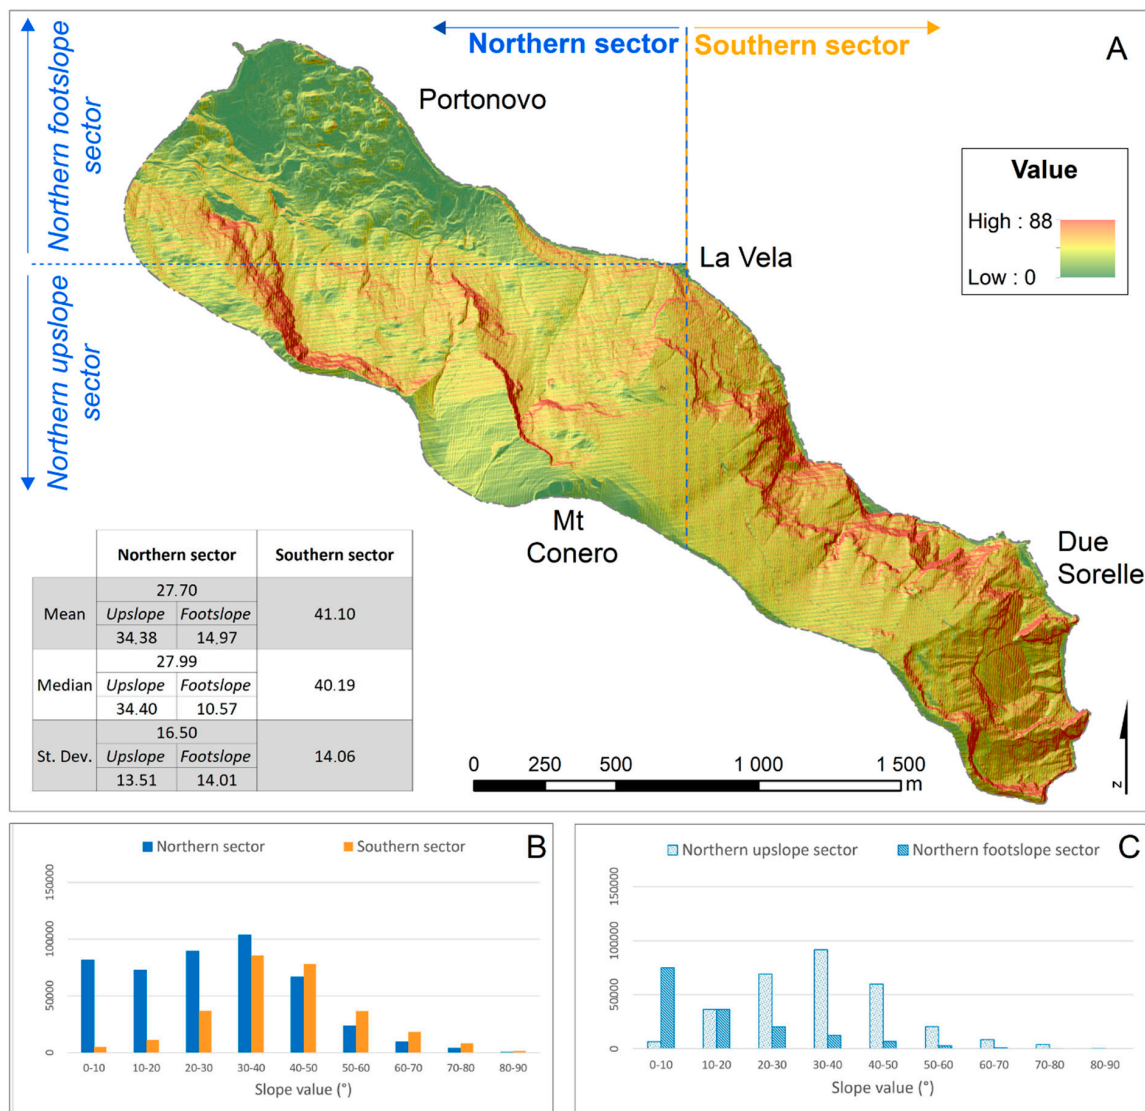 Northern sector
Southern sector
A
Northern footslope
sector
Northern upslope
sector
Portonovo
La Vela
Mt
Conero
Due
Sorelle
Value
High : 88
Low : 0
Northern sector Southern sector
Mean 27.70 41.10
Upslope Footslope
34.38 14.97
Median 27.99 40.19
Upslope Footslope
34.40 10.57
St. Dev. 16.50 14.06
Upslope Footslope
13.51 14.01
0 250 500 1 000 1 500
m
N
Northern sector Southern sector
B
150000
100000
50000
0
0-10 10-20 20-30 30-40 40-50 50-60 60-70 70-80 80-90
Slope value (°)
Northern upslope sector Northern footslope sector
C
150000
100000
50000
0
0-10 10-20 20-30 30-40 40-50 50-60 60-70 70-80 80-90
Slope value (°)